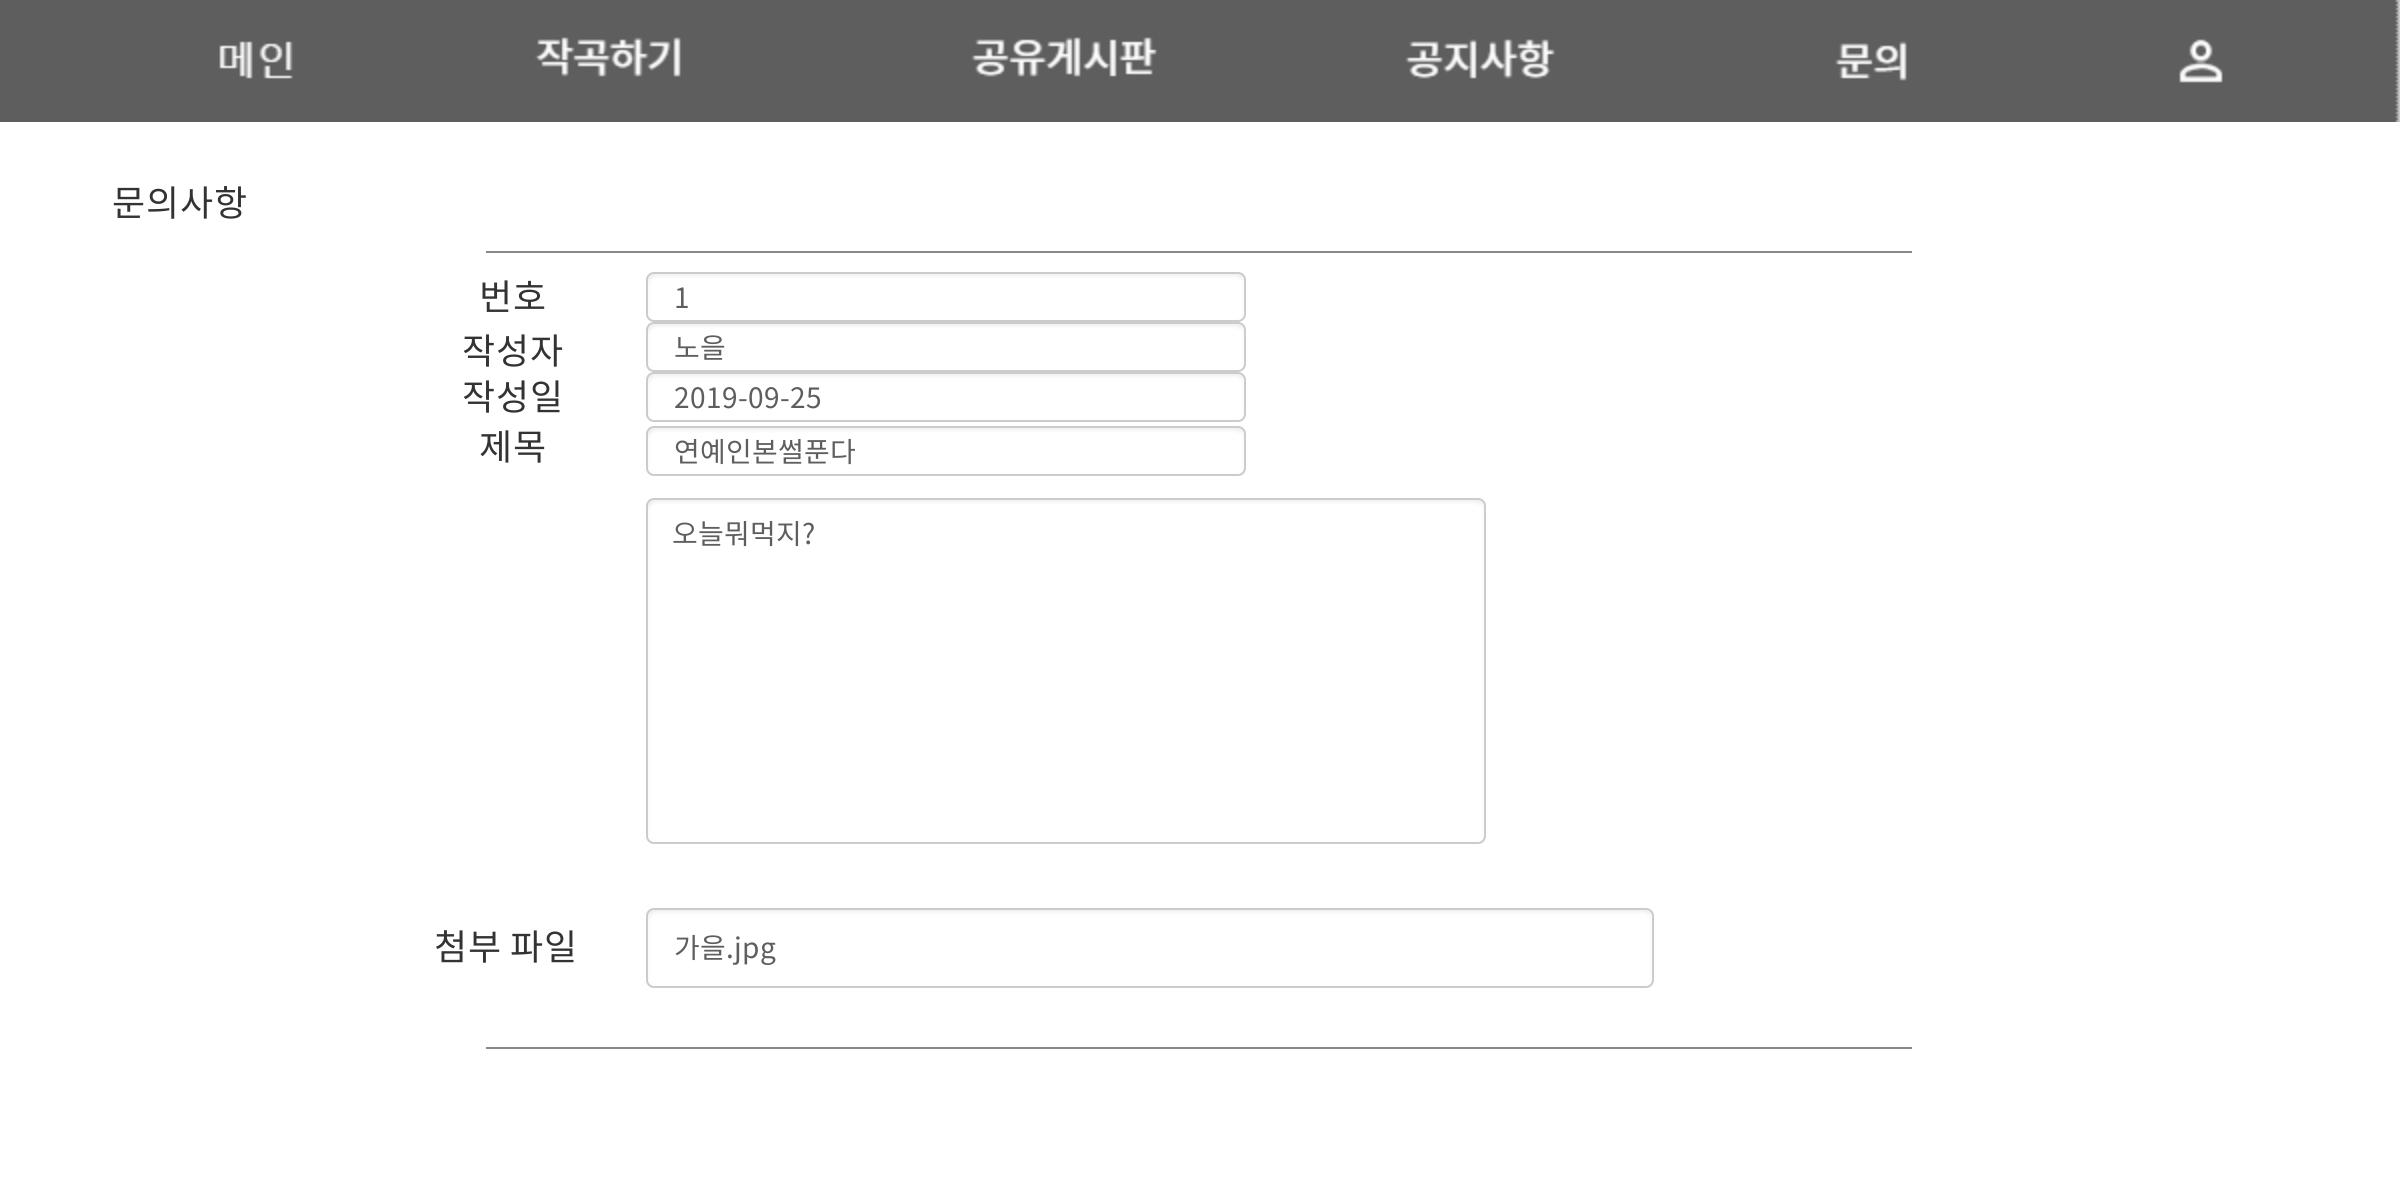 메인 작곡하기 공유게시판 공지사항 문의
문의사항
번호 1
작성자 노을
작성일 2019-09-25
제목 연예인본썰푼다
오늘뭐먹지?
첨부 파일 가을.jpg